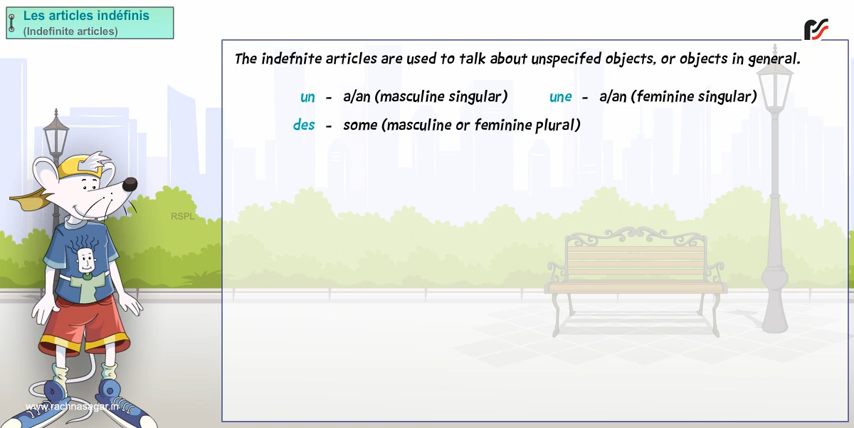 Les articles indéfinis
(Indefinite articles)
The indefnite articles are used to talk about unspecifed objects, or objects in general.
un - a/an (masculine singular) une - a/an (feminine singular)
des - some (masculine or feminine plural)
RSPL
www.rachnasagar.in